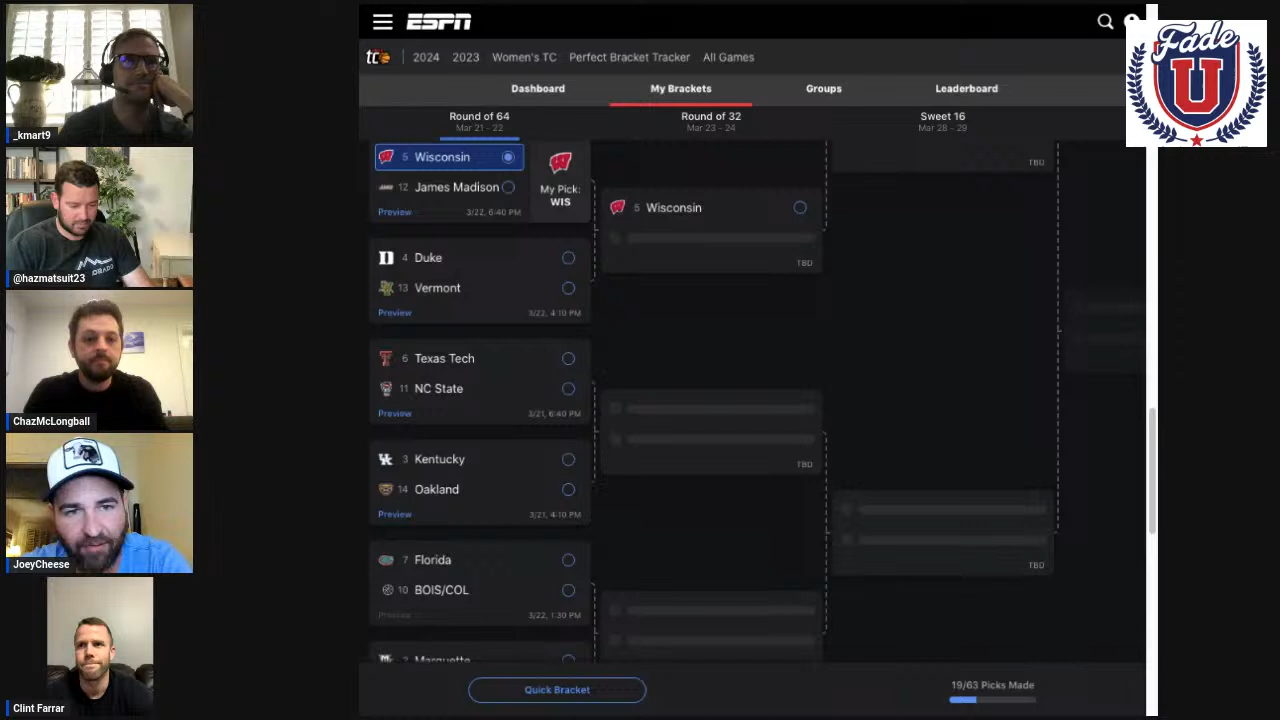 _kmart9
@hazmatsuit23
ChazMcLongball
JoeyCheese
Clint Farrar
ESPN
Fade
U
tc
2024
2023
Women's TC
Perfect Bracket Tracker
All Games
Dashboard
My Brackets
Groups
Leaderboard
Round of 64
Mar 21 - 22
Round of 32
Mar 23 - 24
Sweet 16
Mar 28 - 29
5 Wisconsin
12 James Madison
Preview
3/22, 6:40 PM
My Pick:
WIS
4 Duke
13 Vermont
Preview
3/22, 4:10 PM
6 Texas Tech
11 NC State
Preview
3/21, 6:40 PM
3 Kentucky
14 Oakland
Preview
3/21, 4:10 PM
7 Florida
10 BOIS/COL
Preview
3/22, 1:30 PM
2 Marquette
5 Wisconsin
TBD
TBD
TBD
TBD
Quick Bracket
19/63 Picks Made